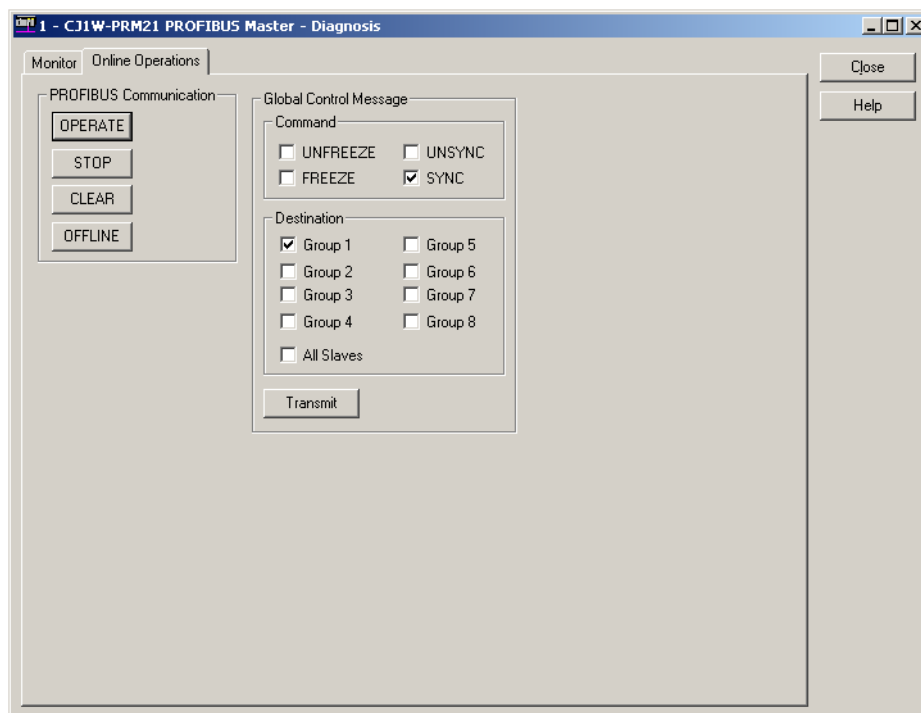 1 - CJ1W-PRM21 PROFIBUS Master - Diagnosis
Monitor
Online Operations
Close
Help
PROFIBUS Communication
OPERATE
STOP
CLEAR
OFFLINE
Global Control Message
Command
UNFREEZE
UNSYNC
FREEZE
SYNC
Destination
Group 1
Group 5
Group 2
Group 6
Group 3
Group 7
Group 4
Group 8
All Slaves
Transmit